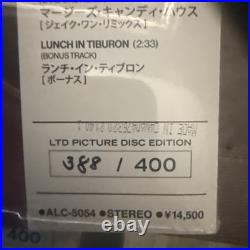 マージーズ・キャンディ・ハウス
[ジェイク・ワン・リミックス]
LUNCH IN TIBURON (2:33)
(BONUS TRACK)
ランチ・イン・ティブロン
[ボーナス]
LTD PICTURE DISC EDITION
388 / 400
400
●ALC-5054 ●STEREO ●¥14,500